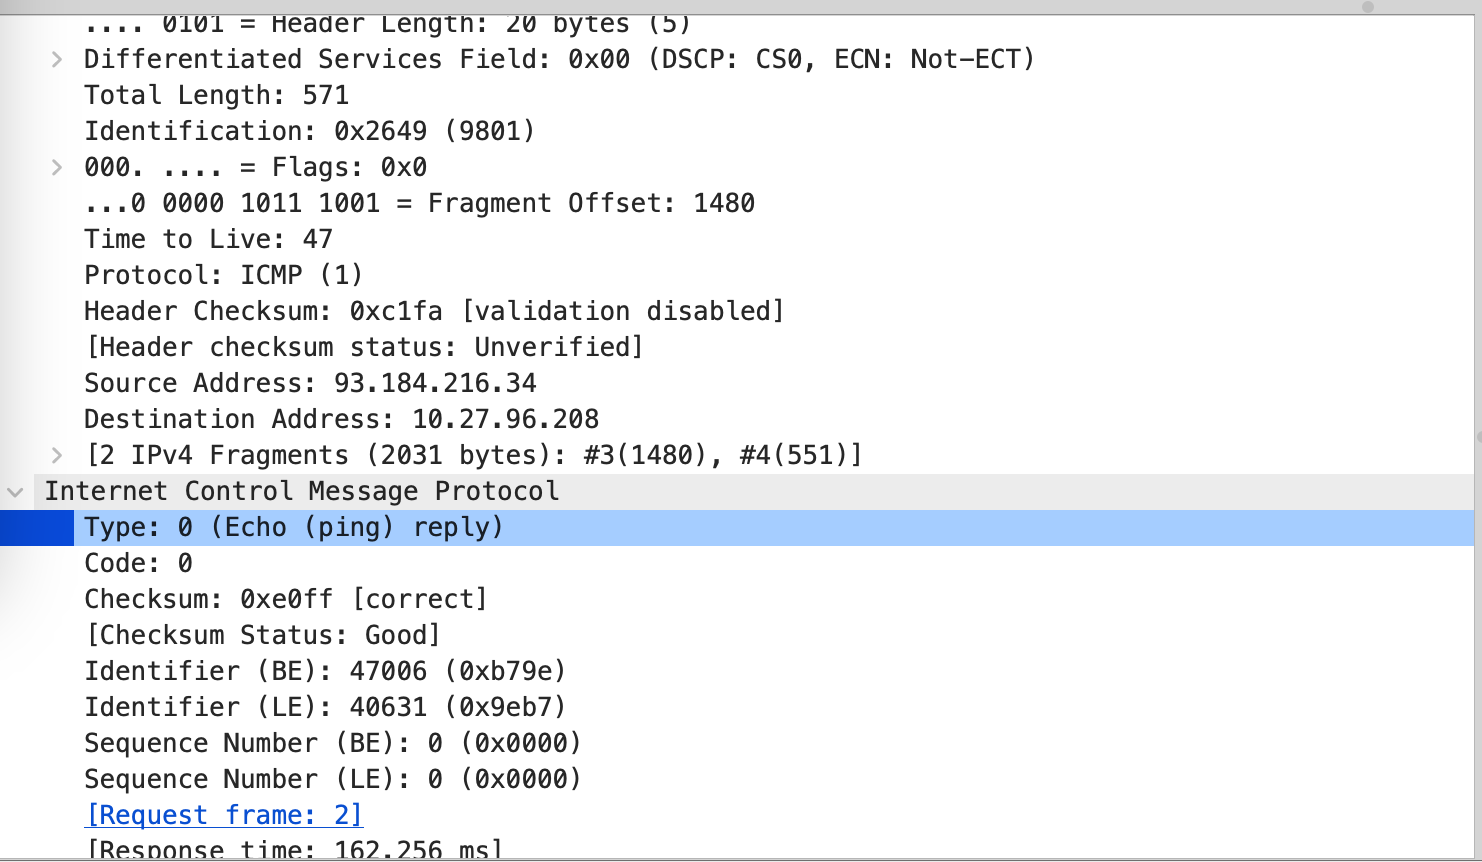 .... 0101 = Header Length: 20 bytes (5)
Differentiated Services Field: 0x00 (DSCP: CS0, ECN: Not-ECT)
Total Length: 571
Identification: 0x2649 (9801)
000. .... = Flags: 0x0
...0 0000 1011 1001 = Fragment Offset: 1480
Time to Live: 47
Protocol: ICMP (1)
Header Checksum: 0xc1fa [validation disabled]
[Header checksum status: Unverified]
Source Address: 93.184.216.34
Destination Address: 10.27.96.208
[2 IPv4 Fragments (2031 bytes): #3(1480), #4(551)]
Internet Control Message Protocol
Type: 0 (Echo (ping) reply)
Code: 0
Checksum: 0xe0ff [correct]
[Checksum Status: Good]
Identifier (BE): 47006 (0xb79e)
Identifier (LE): 40631 (0x9eb7)
Sequence Number (BE): 0 (0x0000)
Sequence Number (LE): 0 (0x0000)
[Request frame: 2]
[Response time: 162.256 ms]